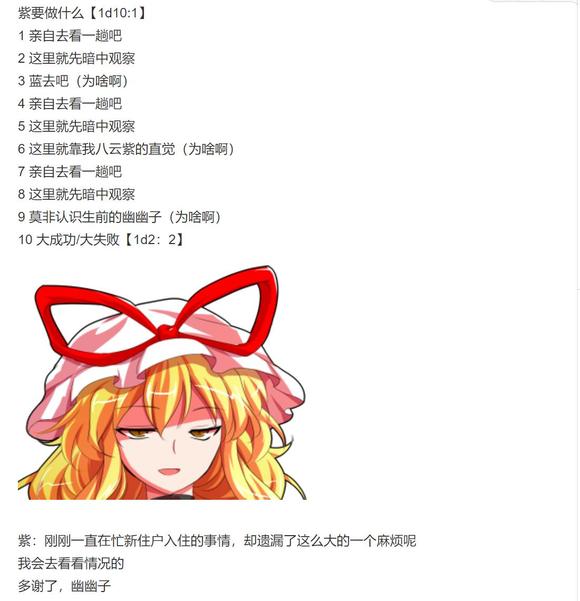 紫要做什么【1d10:1】
1 亲自去看一趟吧
2 这里就先暗中观察
3 蓝去吧（为啥啊）
4 亲自去看一趟吧
5 这里就先暗中观察
6 这里就靠我八云紫的直觉（为啥啊）
7 亲自去看一趟吧
8 这里就先暗中观察
9 莫非认识生前的幽幽子（为啥啊）
10 大成功/大失败【1d2：2】
紫：刚刚一直在忙新住户入住的事情，却遗漏了这么大的一个麻烦呢
我会去看看情况的
多谢了，幽幽子